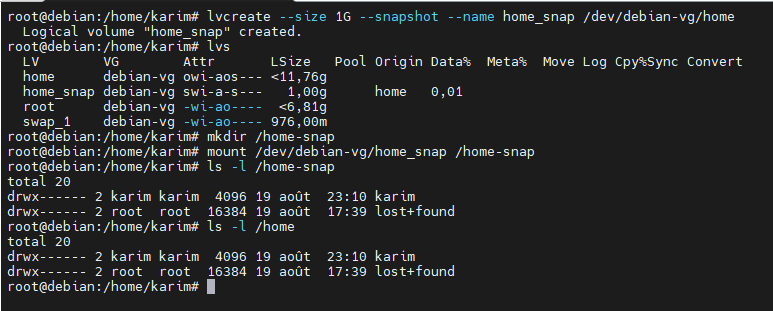 root@debian:/home/karim# lvcreate --size 1G --snapshot --name home_snap /dev/debian-vg/home
  Logical volume "home_snap" created.
root@debian:/home/karim# lvs
  LV        VG        Attr       LSize   Pool Origin Data%  Meta%  Move Log Cpy%Sync Convert
  home      debian-vg owi-aos--- <11,76g
  home_snap debian-vg swi-a-s---   1,00g      home   0,01
  root      debian-vg -wi-ao----  <6,81g
  swap_1    debian-vg -wi-ao---- 976,00m
root@debian:/home/karim# mkdir /home-snap
root@debian:/home/karim# mount /dev/debian-vg/home_snap /home-snap
root@debian:/home/karim# ls -l /home-snap
total 20
drwx------ 2 karim karim  4096 19 août  23:10 karim
drwx------ 2 root  root  16384 19 août  17:39 lost+found
root@debian:/home/karim# ls -l /home
total 20
drwx------ 2 karim karim  4096 19 août  23:10 karim
drwx------ 2 root  root  16384 19 août  17:39 lost+found
root@debian:/home/karim#